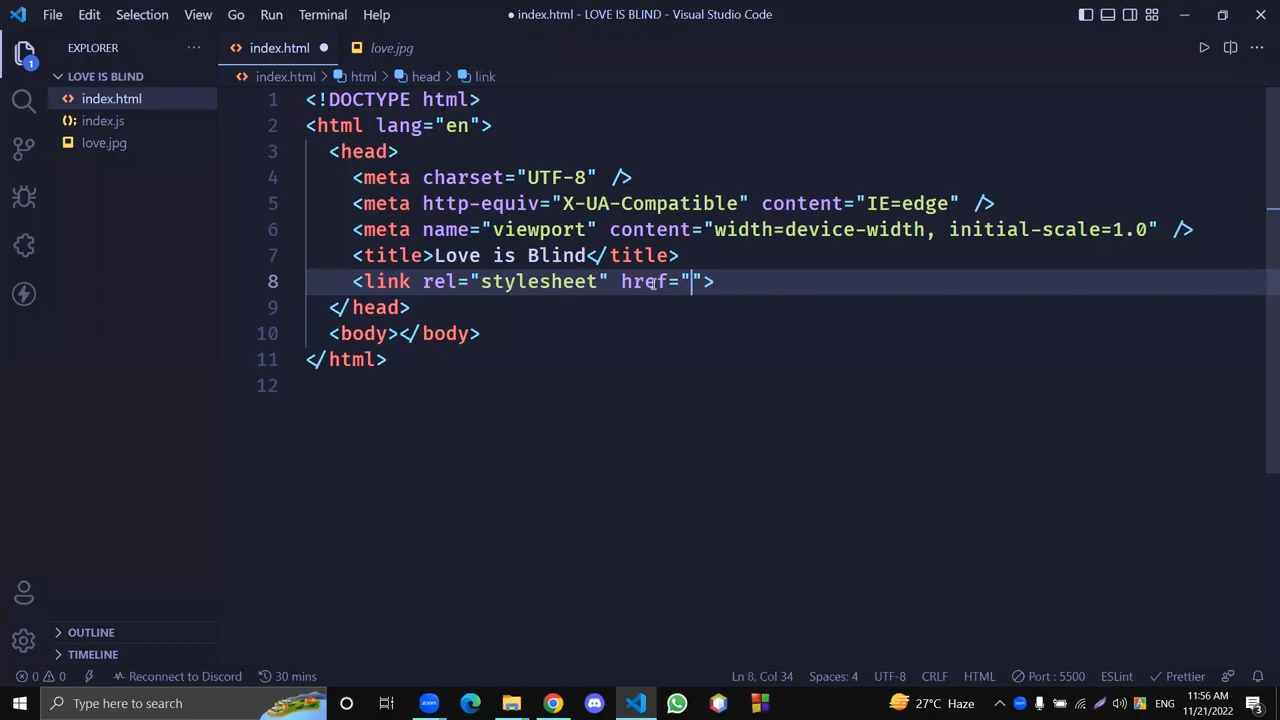 File Edit Selection View Go Run Terminal Help ● index.html - LOVE IS BLIND - Visual Studio Code
EXPLORER ···
index.html ● love.jpg
LOVE IS BLIND
index.html > html > head > link
index.html
index.js
love.jpg
1
1 <!DOCTYPE html>
2 <html lang="en">
3 <head>
4 <meta charset="UTF-8" />
5 <meta http-equiv="X-UA-Compatible" content="IE=edge" />
6 <meta name="viewport" content="width=device-width, initial-scale=1.0" />
7 <title>Love is Blind</title>
8 <link rel="stylesheet" href="">
9 </head>
10 <body></body>
11 </html>
12
OUTLINE
TIMELINE
0 0 Reconnect to Discord 30 mins Ln 8, Col 34 Spaces: 4 UTF-8 CRLF HTML Port : 5500 ESLint Prettier
Type here to search zoom 27°C Haze ENG 11:56 AM
11/21/2022 3